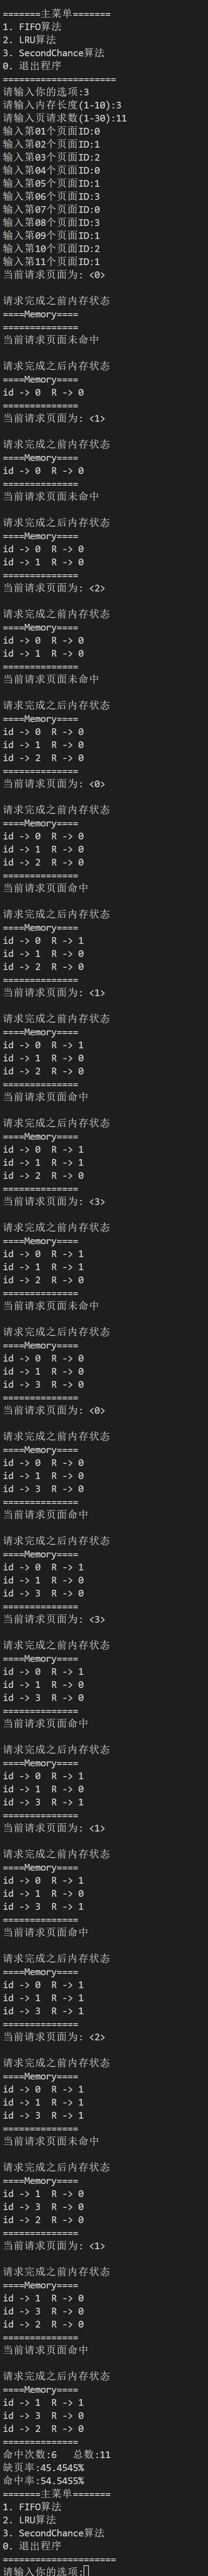 =======主菜单=======
1. FIFO算法
2. LRU算法
3. SecondChance算法
0. 退出程序
======================
请输入你的选项:3
请输入内存长度(1-10):3
请输入页请求数(1-30):11
输入第01个页面ID:0
输入第02个页面ID:1
输入第03个页面ID:2
输入第04个页面ID:0
输入第05个页面ID:1
输入第06个页面ID:3
输入第07个页面ID:0
输入第08个页面ID:3
输入第09个页面ID:1
输入第10个页面ID:2
输入第11个页面ID:1
当前请求页面为: <0>
请求完成之前内存状态
====Memory====
==============
当前请求页面未命中
请求完成之后内存状态
====Memory====
id -> 0  R -> 0
==============
当前请求页面为: <1>
请求完成之前内存状态
====Memory====
id -> 0  R -> 0
==============
当前请求页面未命中
请求完成之后内存状态
====Memory====
id -> 0  R -> 0
id -> 1  R -> 0
==============
当前请求页面为: <2>
请求完成之前内存状态
====Memory====
id -> 0  R -> 0
id -> 1  R -> 0
==============
当前请求页面未命中
请求完成之后内存状态
====Memory====
id -> 0  R -> 0
id -> 1  R -> 0
id -> 2  R -> 0
==============
当前请求页面为: <0>
请求完成之前内存状态
====Memory====
id -> 0  R -> 0
id -> 1  R -> 0
id -> 2  R -> 0
==============
当前请求页面命中
请求完成之后内存状态
====Memory====
id -> 0  R -> 1
id -> 1  R -> 0
id -> 2  R -> 0
==============
当前请求页面为: <1>
请求完成之前内存状态
====Memory====
id -> 0  R -> 1
id -> 1  R -> 0
id -> 2  R -> 0
==============
当前请求页面命中
请求完成之后内存状态
====Memory====
id -> 0  R -> 1
id -> 1  R -> 1
id -> 2  R -> 0
==============
当前请求页面为: <3>
请求完成之前内存状态
====Memory====
id -> 0  R -> 1
id -> 1  R -> 1
id -> 2  R -> 0
==============
当前请求页面未命中
请求完成之后内存状态
====Memory====
id -> 0  R -> 0
id -> 1  R -> 0
id -> 3  R -> 0
==============
当前请求页面为: <0>
请求完成之前内存状态
====Memory====
id -> 0  R -> 0
id -> 1  R -> 0
id -> 3  R -> 0
==============
当前请求页面命中
请求完成之后内存状态
====Memory====
id -> 0  R -> 1
id -> 1  R -> 0
id -> 3  R -> 0
==============
当前请求页面为: <3>
请求完成之前内存状态
====Memory====
id -> 0  R -> 1
id -> 1  R -> 0
id -> 3  R -> 0
==============
当前请求页面命中
请求完成之后内存状态
====Memory====
id -> 0  R -> 1
id -> 1  R -> 0
id -> 3  R -> 1
==============
当前请求页面为: <1>
请求完成之前内存状态
====Memory====
id -> 0  R -> 1
id -> 1  R -> 0
id -> 3  R -> 1
==============
当前请求页面命中
请求完成之后内存状态
====Memory====
id -> 0  R -> 1
id -> 1  R -> 1
id -> 3  R -> 1
==============
当前请求页面为: <2>
请求完成之前内存状态
====Memory====
id -> 0  R -> 1
id -> 1  R -> 1
id -> 3  R -> 1
==============
当前请求页面未命中
请求完成之后内存状态
====Memory====
id -> 1  R -> 0
id -> 3  R -> 0
id -> 2  R -> 0
==============
当前请求页面为: <1>
请求完成之前内存状态
====Memory====
id -> 1  R -> 0
id -> 3  R -> 0
id -> 2  R -> 0
==============
当前请求页面命中
请求完成之后内存状态
====Memory====
id -> 1  R -> 1
id -> 3  R -> 0
id -> 2  R -> 0
==============
命中次数:6   总数:11
缺页率:45.4545%
命中率:54.5455%
=======主菜单=======
1. FIFO算法
2. LRU算法
3. SecondChance算法
0. 退出程序
======================
请输入你的选项: